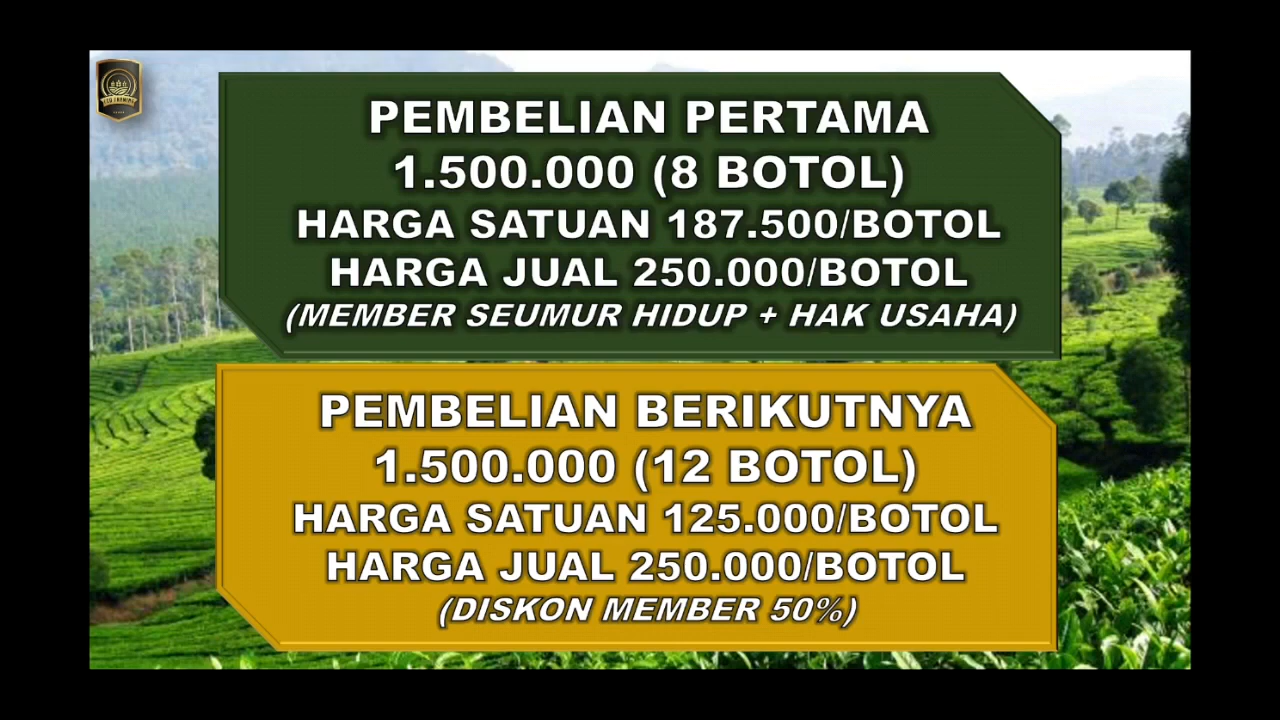 PEMBELIAN PERTAMA
1.500.000 (8 BOTOL)
HARGA SATUAN 187.500/BOTOL
HARGA JUAL 250.000/BOTOL
(MEMBER SEUMUR HIDUP + HAK USAHA)
PEMBELIAN BERIKUTNYA
1.500.000 (12 BOTOL)
HARGA SATUAN 125.000/BOTOL
HARGA JUAL 250.000/BOTOL
(DISKON MEMBER 50%)